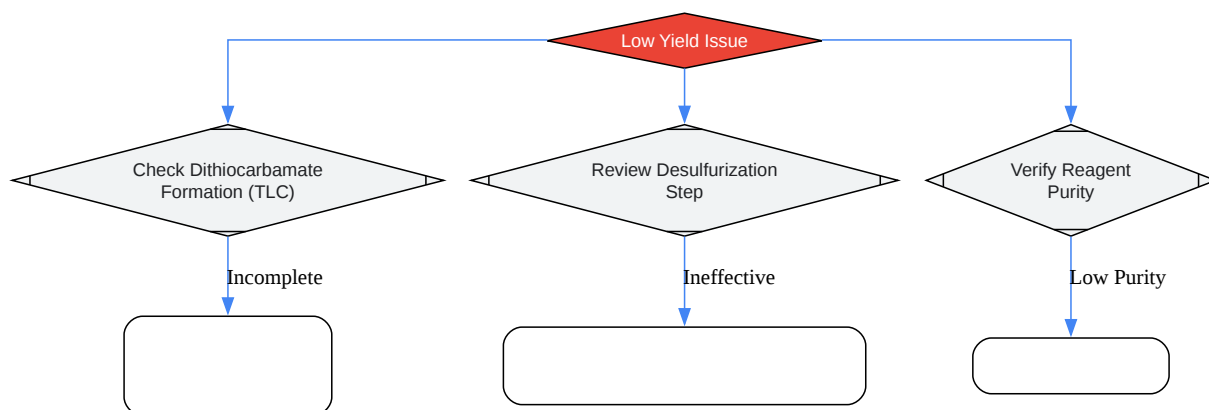 Low Yield Issue
Check Dithiocarbamate
Formation (TLC)
Review Desulfurization
Step
Verify Reagent
Purity
Incomplete
Ineffective
Low Purity